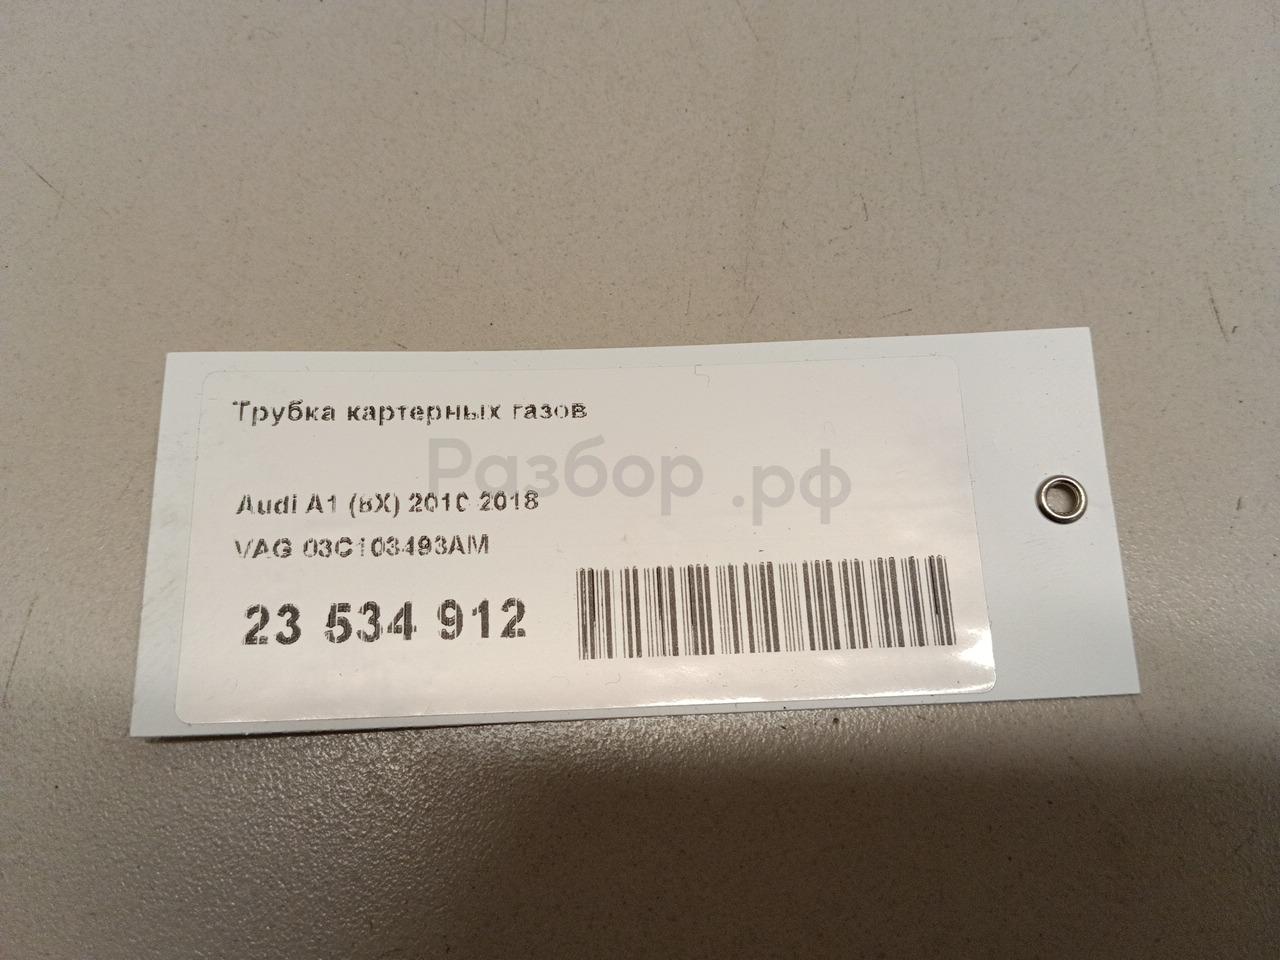 Трубка картерных газов
Разбор.рф
Audi A1 (8X) 2010 2018
VAG 03C103493AM
23 534 912